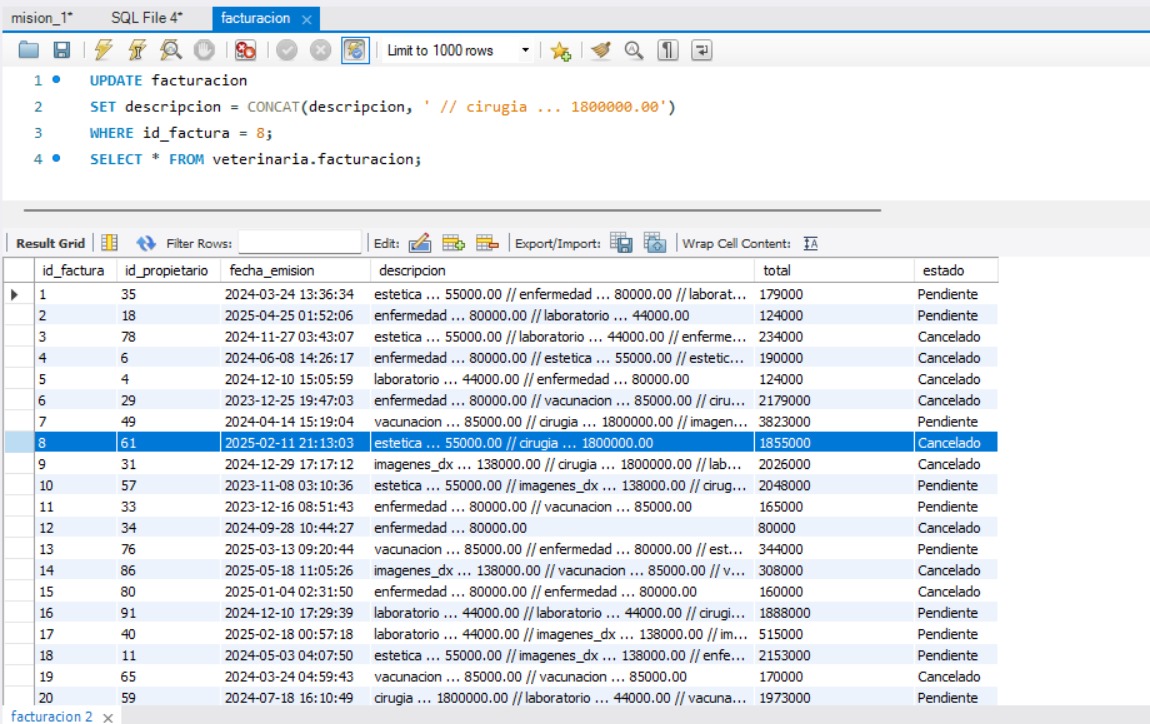 mision_1* SQL File 4* facturacion
Limit to 1000 rows
1 UPDATE facturacion
2 SET descripcion = CONCAT(descripcion, ' // cirugia ... 1800000.00')
3 WHERE id_factura = 8;
4 SELECT * FROM veterinaria.facturacion;
Result Grid Filter Rows: Edit: Export/Import: Wrap Cell Content: IA
id_factura id_propietario fecha_emision descripcion total estado
1 35 2024-03-24 13:36:34 estetica ... 55000.00 // enfermedad ... 80000.00 // laborat... 179000 Pendiente
2 18 2025-04-25 01:52:06 enfermedad ... 80000.00 // laboratorio ... 44000.00 124000 Pendiente
3 78 2024-11-27 03:43:07 estetica ... 55000.00 // laboratorio ... 44000.00 // enferme... 234000 Cancelado
4 6 2024-06-08 14:26:17 enfermedad ... 80000.00 // estetica ... 55000.00 // estetic... 190000 Cancelado
5 4 2024-12-10 15:05:59 laboratorio ... 44000.00 // enfermedad ... 80000.00 124000 Cancelado
6 29 2023-12-25 19:47:03 enfermedad ... 80000.00 // vacunacion ... 85000.00 // ciru... 2179000 Cancelado
7 49 2024-04-14 15:19:04 vacunacion ... 85000.00 // cirugia ... 1800000.00 // imagen... 3823000 Pendiente
8 61 2025-02-11 21:13:03 estetica ... 55000.00 // cirugia ... 1800000.00 1855000 Cancelado
9 31 2024-12-29 17:17:12 imagenes_dx ... 138000.00 // cirugia ... 1800000.00 // lab... 2026000 Cancelado
10 57 2023-11-08 03:10:36 estetica ... 55000.00 // imagenes_dx ... 138000.00 // cirug... 2048000 Pendiente
11 33 2023-12-16 08:51:43 enfermedad ... 80000.00 // vacunacion ... 85000.00 165000 Pendiente
12 34 2024-09-28 10:44:27 enfermedad ... 80000.00 80000 Cancelado
13 76 2025-03-13 09:20:44 vacunacion ... 85000.00 // enfermedad ... 80000.00 // est... 344000 Pendiente
14 86 2025-05-18 11:05:26 imagenes_dx ... 138000.00 // vacunacion ... 85000.00 // v... 308000 Cancelado
15 80 2025-01-04 02:31:50 enfermedad ... 80000.00 // enfermedad ... 80000.00 160000 Cancelado
16 91 2024-12-10 17:29:39 laboratorio ... 44000.00 // laboratorio ... 44000.00 // cirugi... 1888000 Pendiente
17 40 2025-02-18 00:57:18 laboratorio ... 44000.00 // imagenes_dx ... 138000.00 // im... 515000 Pendiente
18 11 2024-05-03 04:07:50 estetica ... 55000.00 // imagenes_dx ... 138000.00 // enfe... 2153000 Pendiente
19 65 2024-03-24 04:59:43 vacunacion ... 85000.00 // vacunacion ... 85000.00 170000 Cancelado
20 59 2024-07-18 16:10:49 cirugia ... 1800000.00 // laboratorio ... 44000.00 // vacuna... 1973000 Pendiente
facturacion 2